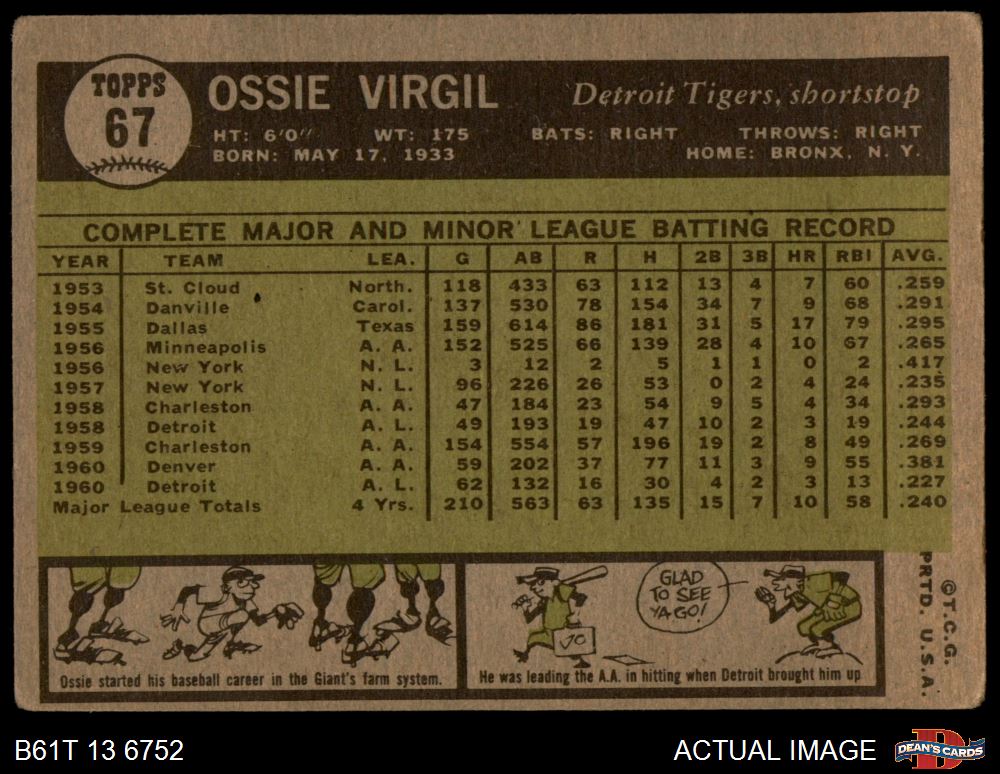 TOPPS
67
OSSIE VIRGIL Detroit Tigers, shortstop
HT: 6'0" WT: 175 BATS: RIGHT THROWS: RIGHT
BORN: MAY 17, 1933 HOME: BRONX, N. Y.
COMPLETE MAJOR AND MINOR LEAGUE BATTING RECORD
YEAR TEAM LEA. G AB R H 2B 3B HR RBI AVG.
1953 St. Cloud North. 118 433 63 112 13 4 7 60 .259
1954 Danville Carol. 137 530 78 154 34 7 9 68 .291
1955 Dallas Texas 159 614 86 181 31 5 17 79 .295
1956 Minneapolis A. A. 152 525 66 139 28 4 10 67 .265
1956 New York N. L. 3 12 2 5 1 1 0 2 .417
1957 New York N. L. 96 226 26 53 0 2 4 24 .235
1958 Charleston A. A. 47 184 23 54 9 5 4 34 .293
1958 Detroit A. L. 49 193 19 47 10 2 3 19 .244
1959 Charleston A. A. 154 554 57 196 19 2 8 49 .269
1960 Denver A. A. 59 202 37 77 11 3 9 55 .381
1960 Detroit A. L. 62 132 16 30 4 2 3 13 .227
Major League Totals 4 Yrs. 210 563 63 135 15 7 10 58 .240
GLAD
TO SEE
YA GO!
JO
Ossie started his baseball career in the Giant's farm system.
He was leading the A.A. in hitting when Detroit brought him up
©T.C.G.
PRTD. U.S.A.
B61T 13 6752
ACTUAL IMAGE
D
DEAN'S CARDS